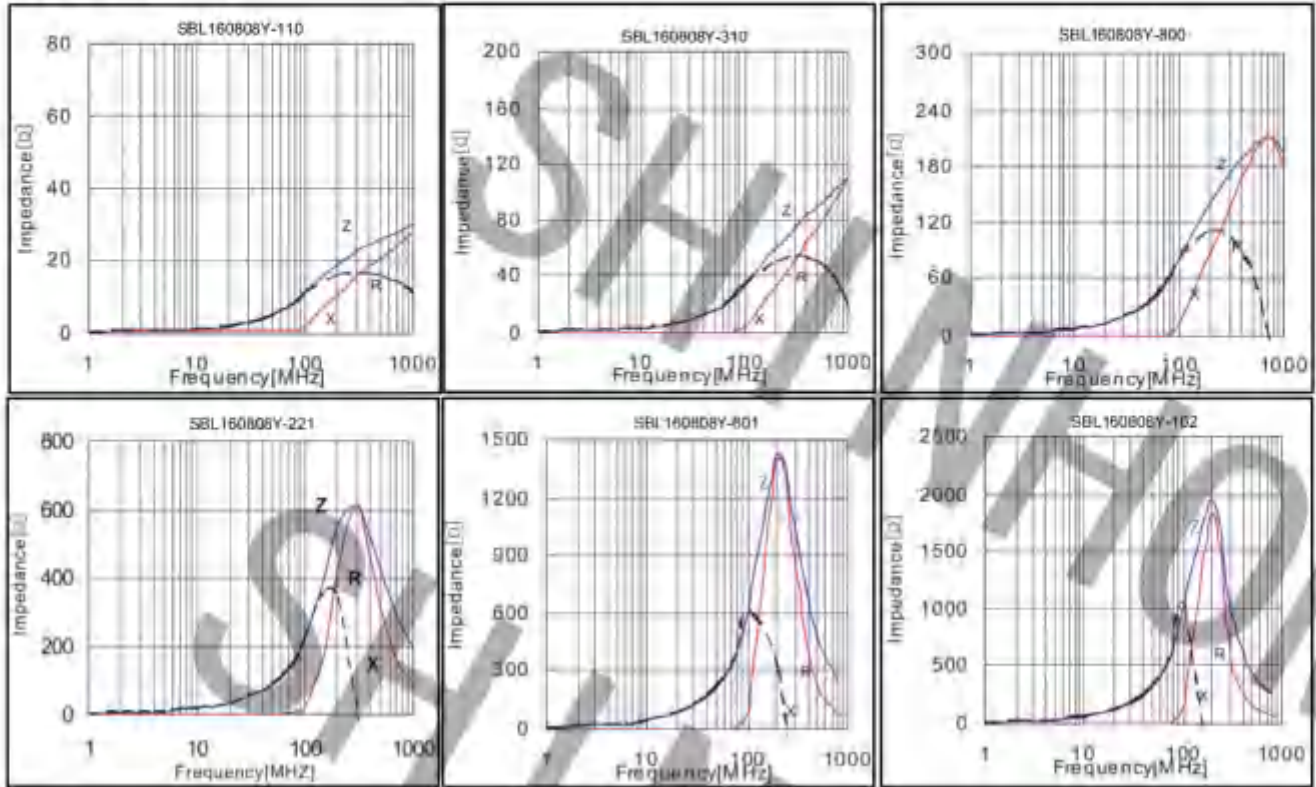 SBL160808Y-110
80
60
40
20
0
Impedance[Ω]
Z
R
X
1 10 100 1000
Frequency[MHz]
SBL160808Y-310
200
160
120
80
40
0
Impedance[Ω]
Z
R
X
1 10 100 1000
Frequency[MHz]
SBL160808Y-800
300
240
180
120
60
0
Impedance[Ω]
Z
R
X
1 10 100 1000
Frequency[MHz]
SBL160808Y-221
800
600
400
200
0
Impedance[Ω]
Z
R
X
1 10 100 1000
Frequency[MHZ]
SBL160808Y-601
1500
1200
900
600
300
0
Impedance[Ω]
Z
R
X
1 10 100 1000
Frequency[MHz]
SBL160808Y-102
2500
2000
1500
1000
500
0
Impedance[Ω]
Z
R
X
1 10 100 1000
Frequency[MHz]